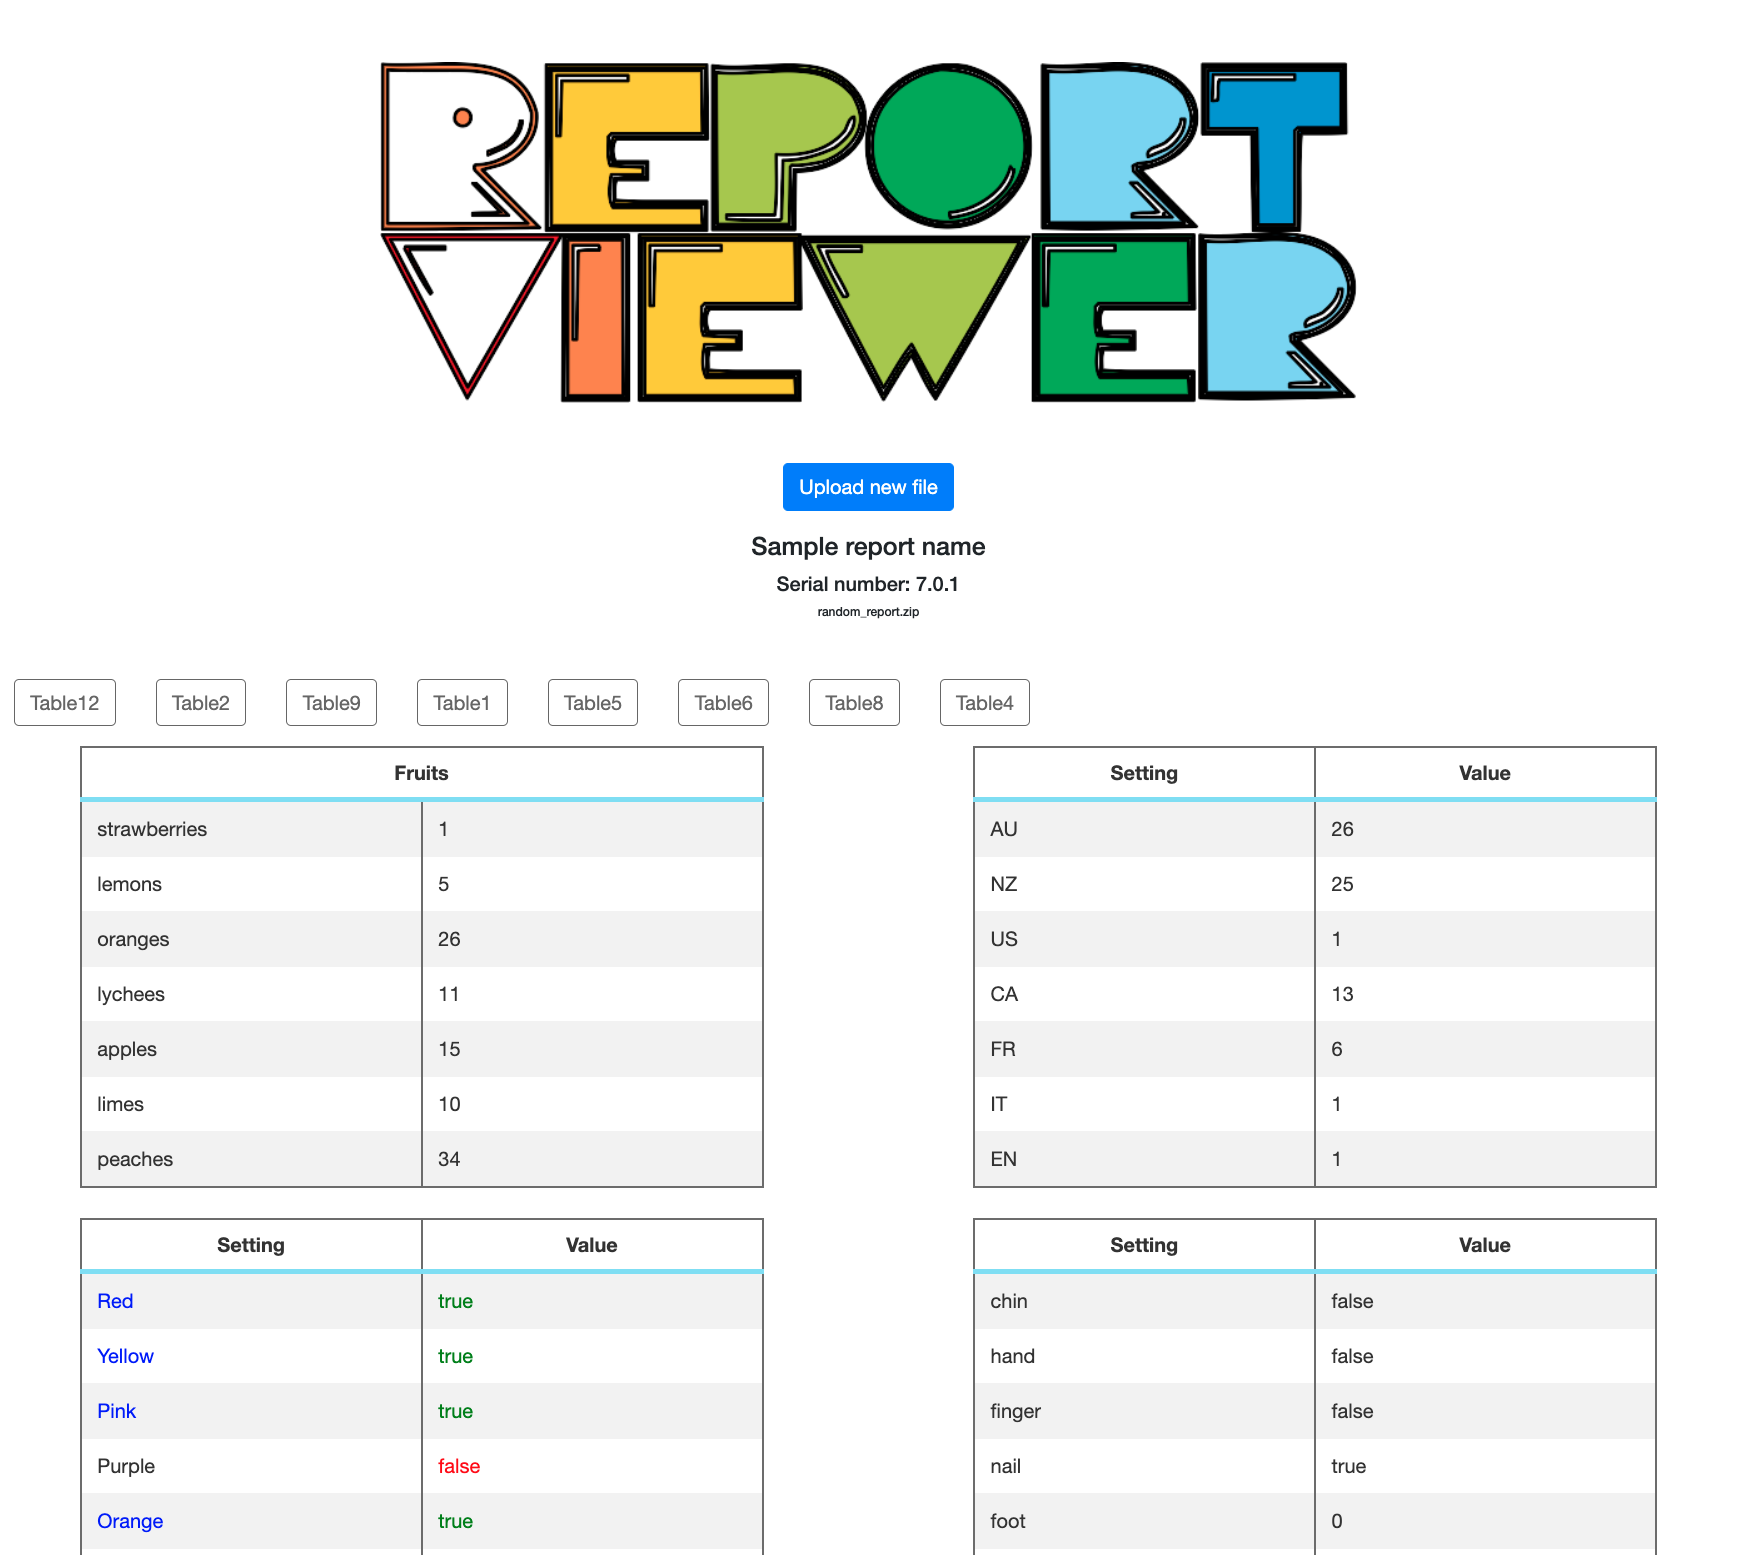 REPORT
VIEWER
Upload new file
Sample report name
Serial number: 7.0.1
random_report.zip
Table12 Table2 Table9 Table1 Table5 Table6 Table8 Table4
Fruits
strawberries 1
lemons 5
oranges 26
lychees 11
apples 15
limes 10
peaches 34
Setting Value
AU 26
NZ 25
US 1
CA 13
FR 6
IT 1
EN 1
Setting Value
Red true
Yellow true
Pink true
Purple false
Orange true
Setting Value
chin false
hand false
finger false
nail true
foot 0